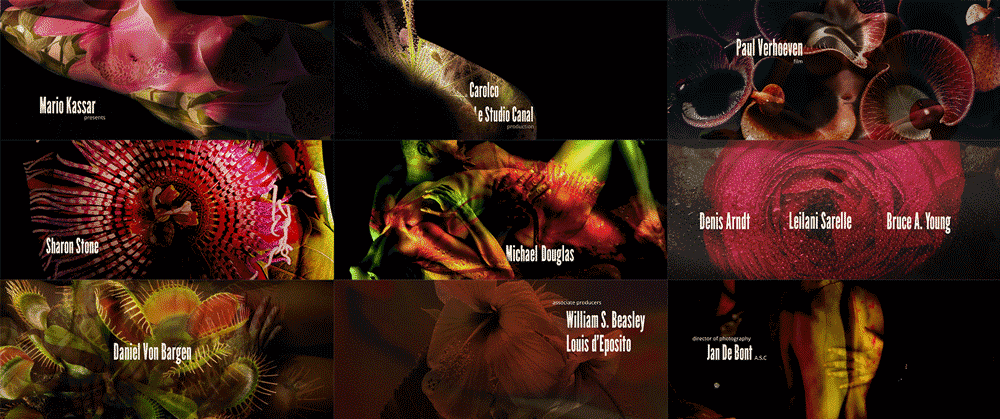 Mario Kassar
presents
Carolco
e Studio Canal
production
Paul Verhoeven
film
Sharon Stone
Michael Douglas
Denis Arndt
Leilani Sarelle
Bruce A. Young
Daniel Von Bargen
associate producers
William S. Beasley
Louis d'Eposito
director of photography
Jan De Bont A.S.C